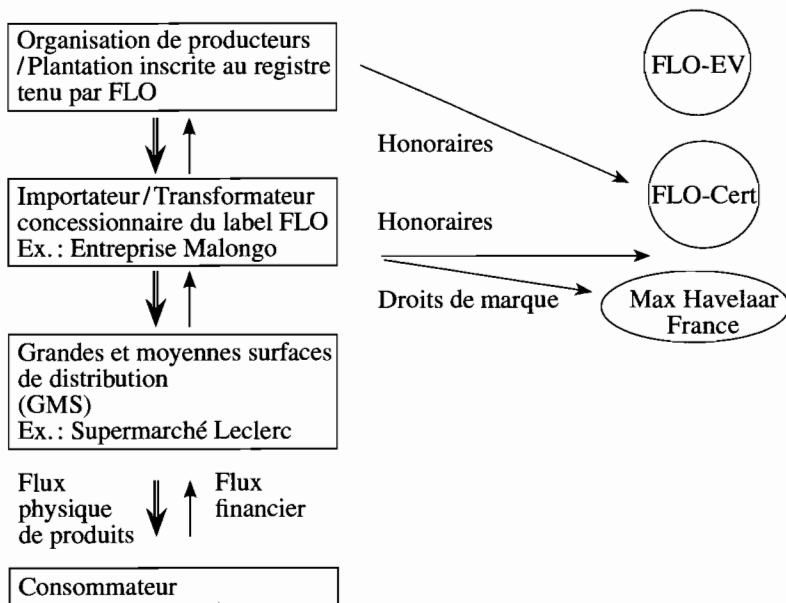 Organisation de producteurs
/Plantation inscrite au registre
tenu par FLO
FLO-EV
Honoraires
FLO-Cert
Importateur/Transformateur
concessionnaire du label FLO
Ex.: Entreprise Malongo
Honoraires
Droits de marque
Max Havelaar
France
Grandes et moyennes surfaces
de distribution
(GMS)
Ex.: Supermarché Leclerc
Flux
physique
de produits
Flux
financier
Consommateur